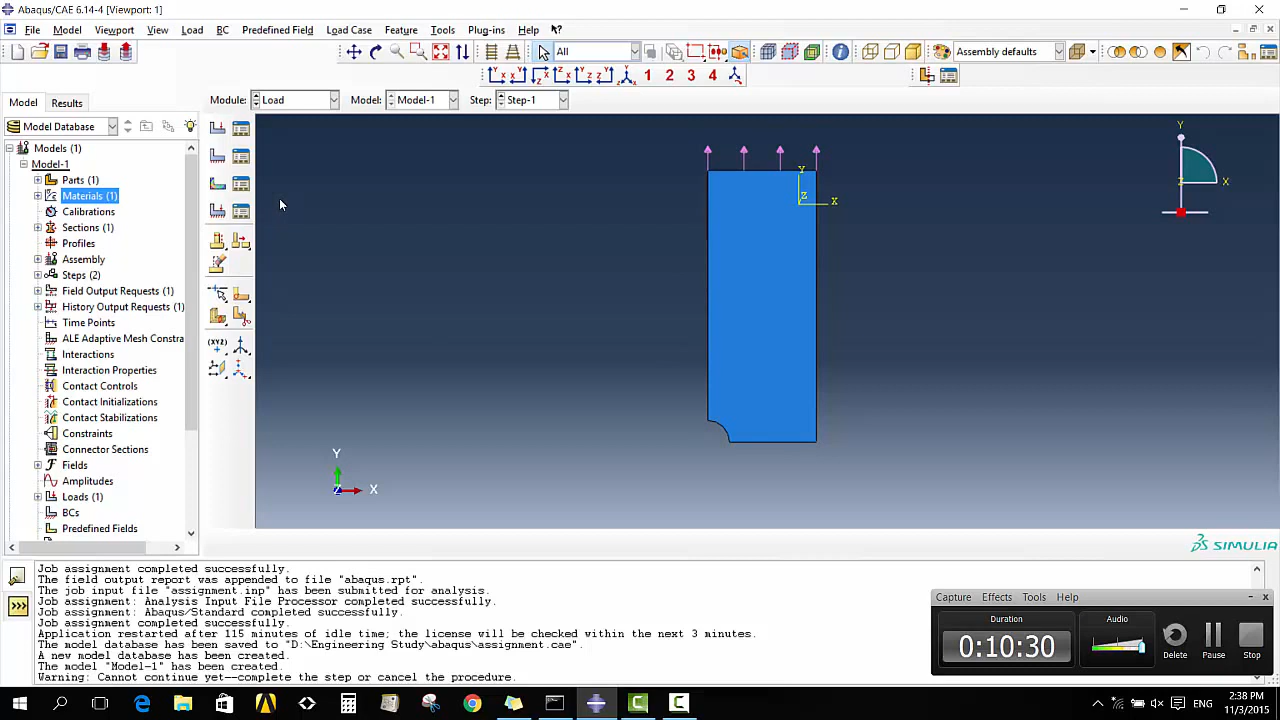 Abaqus/CAE 6.14-4 [Viewport: 1]
File Model Viewport View Load BC Predefined Field Load Case Feature Tools Plug-ins Help
All Assembly defaults
1 2 3 4
Model Results Module: Load Model: Model-1 Step: Step-1
Model Database
Models (1)
Model-1
Parts (1)
Materials (1)
Calibrations
Sections (1)
Profiles
Assembly
Steps (2)
Field Output Requests (1)
History Output Requests (1)
Time Points
ALE Adaptive Mesh Constra
Interactions
Interaction Properties
Contact Controls
Contact Initializations
Contact Stabilizations
Constraints
Connector Sections
Fields
Amplitudes
Loads (1)
BCs
Predefined Fields
(XYZ)
Y
Z
X
Y
Z X
Y
X
SIMULIA
Job assignment completed successfully.
The field output report was appended to file "abaqus.rpt".
The job input file "assignment.inp" has been submitted for analysis.
Job assignment: Analysis Input File Processor completed successfully.
Job assignment: Abaqus/Standard completed successfully.
Job assignment completed successfully.
Application restarted after 115 minutes of idle time; the license will be checked within the next 3 minutes.
The model database has been saved to "D:\Engineering Study\abaqus\assignment.cae".
A new model database has been created.
The model "Model-1" has been created.
Warning: Cannot continue yet--complete the step or cancel the procedure.
Capture Effects Tools Help
Duration
0:10:30
Audio
Delete Pause Stop
ENG
2:38 PM
11/3/2015